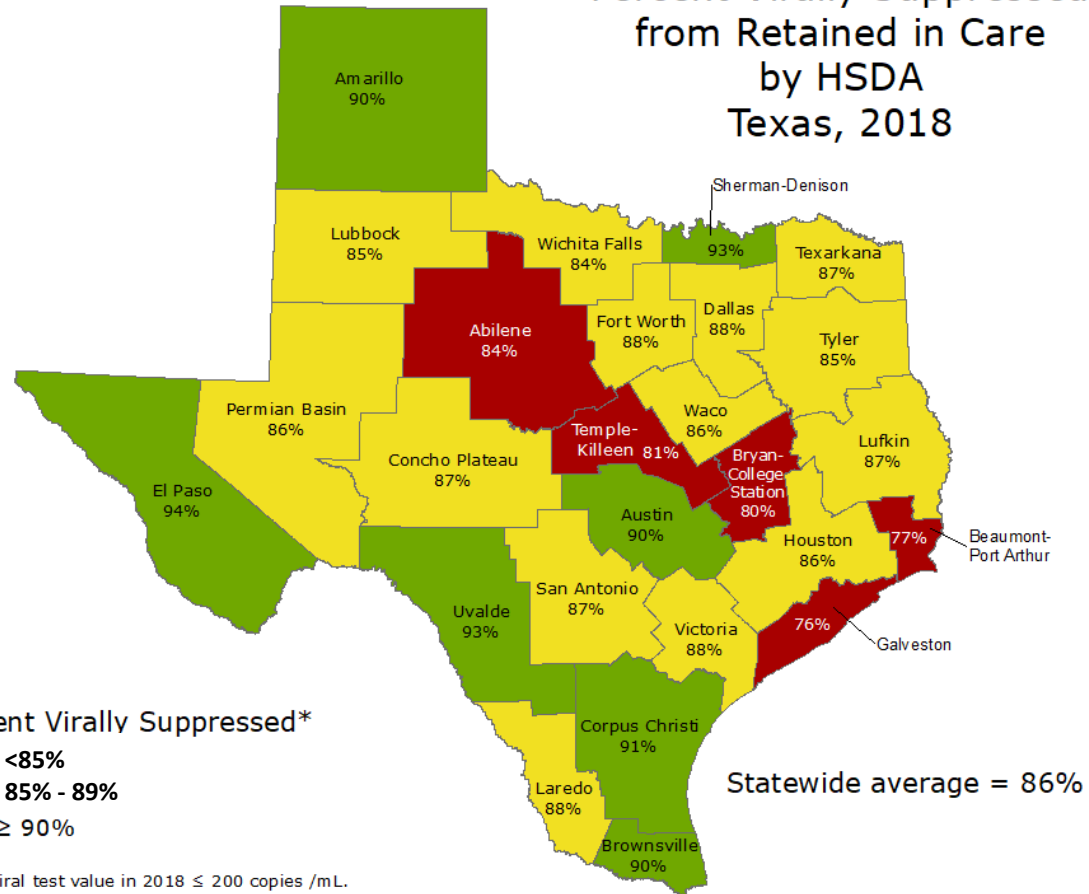 from Retained in Care
by HSDA
Texas, 2018
Amarillo
90%
Sherman-Denison
93%
Lubbock
85%
Wichita Falls
84%
Texarkana
87%
Abilene
84%
Fort Worth
88%
Dallas
88%
Tyler
85%
Permian Basin
86%
Waco
86%
Temple-
Killeen 81%
Bryan-
College
Station
80%
Lufkin
87%
Concho Plateau
87%
El Paso
94%
Austin
90%
Houston
86%
77%
Beaumont-
Port Arthur
San Antonio
87%
Uvalde
93%
Victoria
88%
76%
Galveston
Corpus Christi
91%
Laredo
88%
Brownsville
90%
Statewide average = 86%
Virally Suppressed*
<85%
85% - 89%
≥ 90%
test value in 2018 ≤ 200 copies /mL.